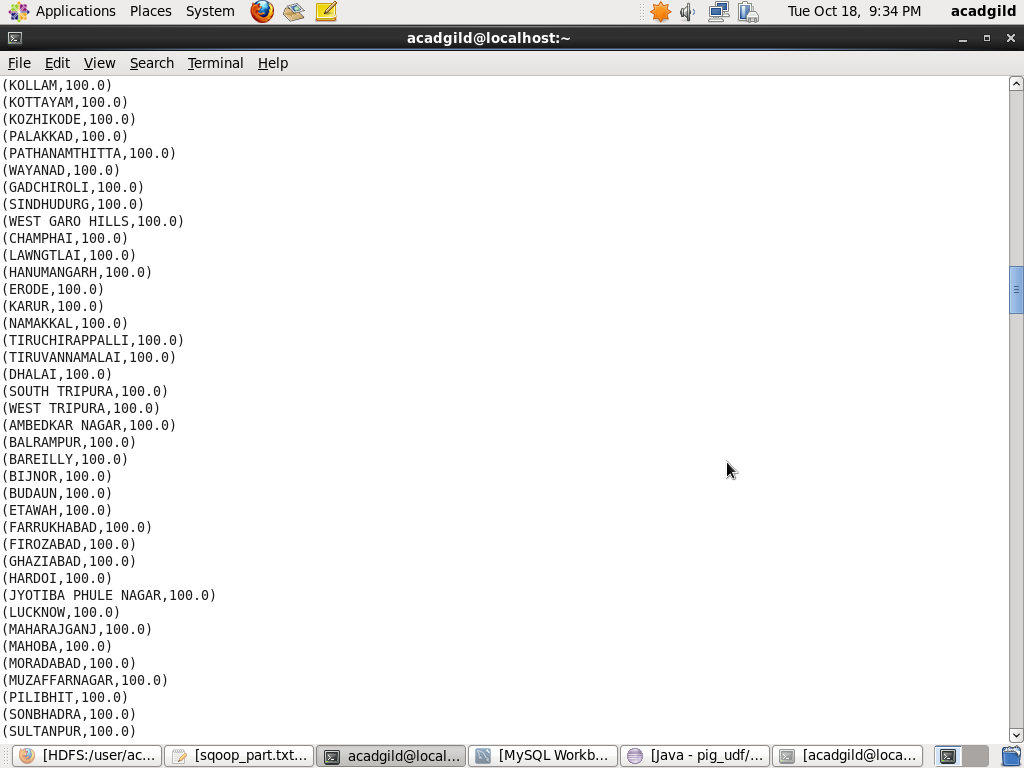 Applications Places System Tue Oct 18, 9:34 PM acadgild
acadgild@localhost:~
File Edit View Search Terminal Help
(KOLLAM,100.0)
(KOTTAYAM,100.0)
(KOZHIKODE,100.0)
(PALAKKAD,100.0)
(PATHANAMTHITTA,100.0)
(WAYANAD,100.0)
(GADCHIROLI,100.0)
(SINDHUDURG,100.0)
(WEST GARO HILLS,100.0)
(CHAMPHAI,100.0)
(LAWNGTLAI,100.0)
(HANUMANGARH,100.0)
(ERODE,100.0)
(KARUR,100.0)
(NAMAKKAL,100.0)
(TIRUCHIRAPPALLI,100.0)
(TIRUVANNAMALAI,100.0)
(DHALAI,100.0)
(SOUTH TRIPURA,100.0)
(WEST TRIPURA,100.0)
(AMBEDKAR NAGAR,100.0)
(BALRAMPUR,100.0)
(BAREILLY,100.0)
(BIJNOR,100.0)
(BUDAUN,100.0)
(ETAWAH,100.0)
(FARRUKHABAD,100.0)
(FIROZABAD,100.0)
(GHAZIABAD,100.0)
(HARDOI,100.0)
(JYOTIBA PHULE NAGAR,100.0)
(LUCKNOW,100.0)
(MAHARAJGANJ,100.0)
(MAHOBA,100.0)
(MORADABAD,100.0)
(MUZAFFARNAGAR,100.0)
(PILIBHIT,100.0)
(SONBHADRA,100.0)
(SULTANPUR,100.0)
[HDFS:/user/ac... [sqoop_part.txt... acadgild@local... [MySQL Workb... [Java - pig_udf/... [acadgild@loca...